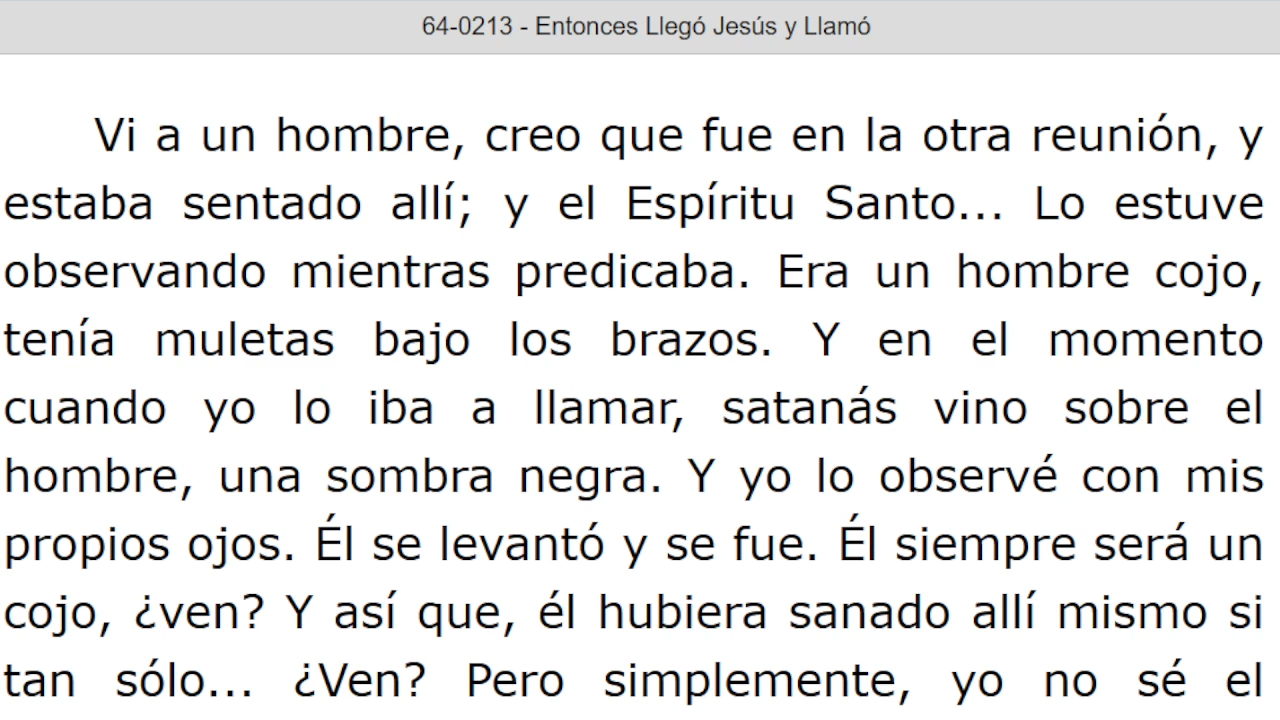 64-0213 - Entonces Llegó Jesús y Llamó
Vi a un hombre, creo que fue en la otra reunión, y
estaba sentado allí; y el Espíritu Santo... Lo estuve
observando mientras predicaba. Era un hombre cojo,
tenía muletas bajo los brazos. Y en el momento
cuando yo lo iba a llamar, satanás vino sobre el
hombre, una sombra negra. Y yo lo observé con mis
propios ojos. Él se levantó y se fue. Él siempre será un
cojo, ¿ven? Y así que, él hubiera sanado allí mismo si
tan sólo... ¿Ven? Pero simplemente, yo no sé el